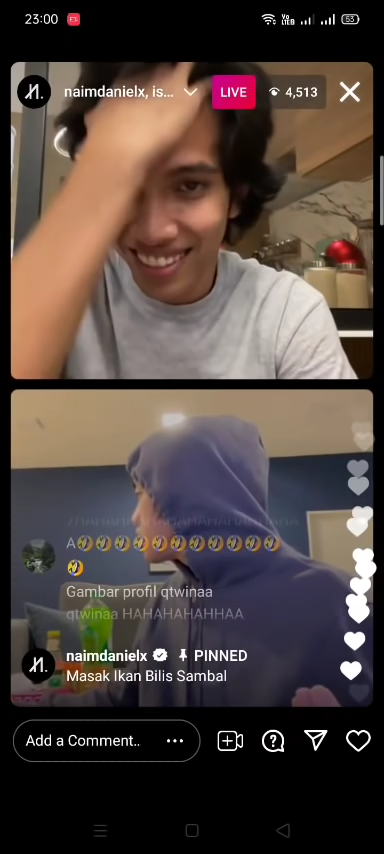 23:00
53
naimdanielx, is...
LIVE
4,513
A🤣🤣🤣🤣🤣🤣🤣🤣🤣🤣🤣
🤣
Gambar profil qtwinaa
qtwinaa HAHAHAHAHHAA
naimdanielx PINNED
Masak Ikan Bilis Sambal
Add a Comment..